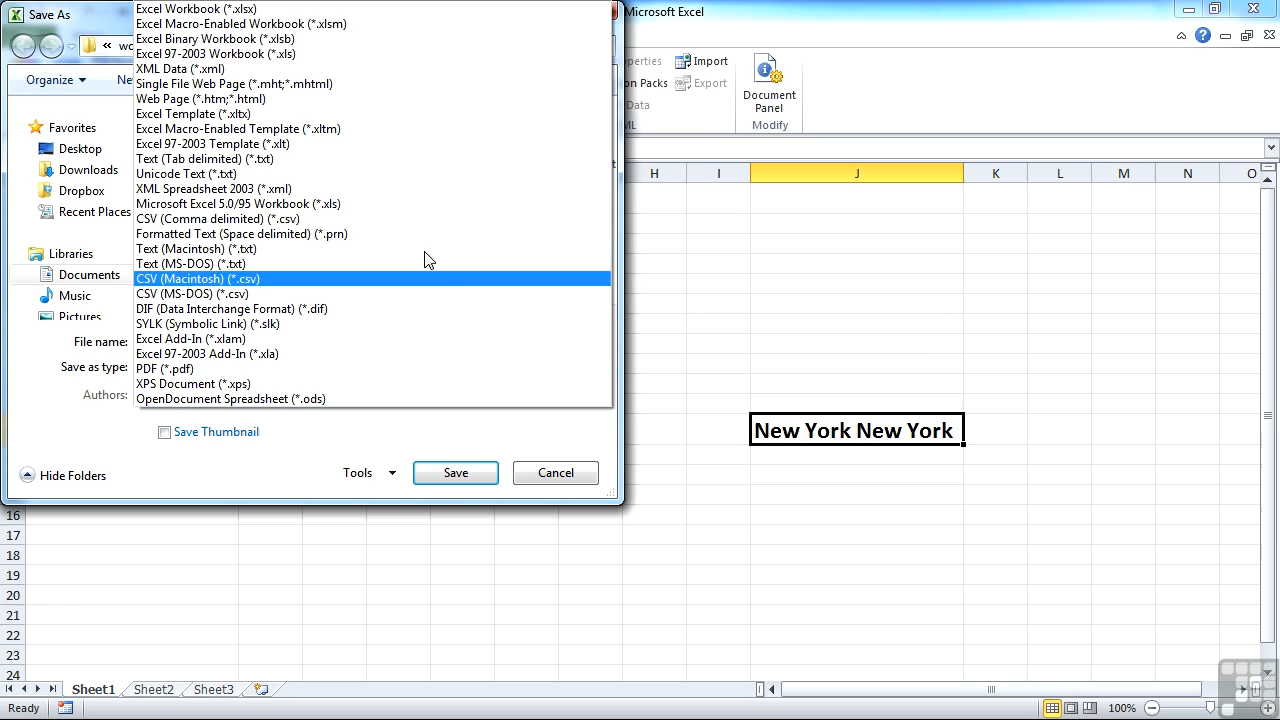 Save As
Microsoft Excel
Excel Workbook (*.xlsx)
Excel Macro-Enabled Workbook (*.xlsm)
Excel Binary Workbook (*.xlsb)
Excel 97-2003 Workbook (*.xls)
XML Data (*.xml)
Single File Web Page (*.mht;*.mhtml)
Web Page (*.htm;*.html)
Excel Template (*.xltx)
Excel Macro-Enabled Template (*.xltm)
Excel 97-2003 Template (*.xlt)
Text (Tab delimited) (*.txt)
Unicode Text (*.txt)
XML Spreadsheet 2003 (*.xml)
Microsoft Excel 5.0/95 Workbook (*.xls)
CSV (Comma delimited) (*.csv)
Formatted Text (Space delimited) (*.prn)
Text (Macintosh) (*.txt)
Text (MS-DOS) (*.txt)
CSV (Macintosh) (*.csv)
CSV (MS-DOS) (*.csv)
DIF (Data Interchange Format) (*.dif)
SYLK (Symbolic Link) (*.slk)
Excel Add-In (*.xlam)
Excel 97-2003 Add-In (*.xla)
PDF (*.pdf)
XPS Document (*.xps)
OpenDocument Spreadsheet (*.ods)
« wo
Organize
Ne
Favorites
Desktop
Downloads
Dropbox
Recent Places
Libraries
Documents
Music
Pictures
File name:
Save as type:
Authors:
Save Thumbnail
Hide Folders
Tools
Save
Cancel
perties
Import
on Packs
Export
Data
ML
Document
Panel
Modify
H I J K L M N O
New York New York
16
17
18
19
20
21
22
23
24
Sheet1 Sheet2 Sheet3
Ready
100%